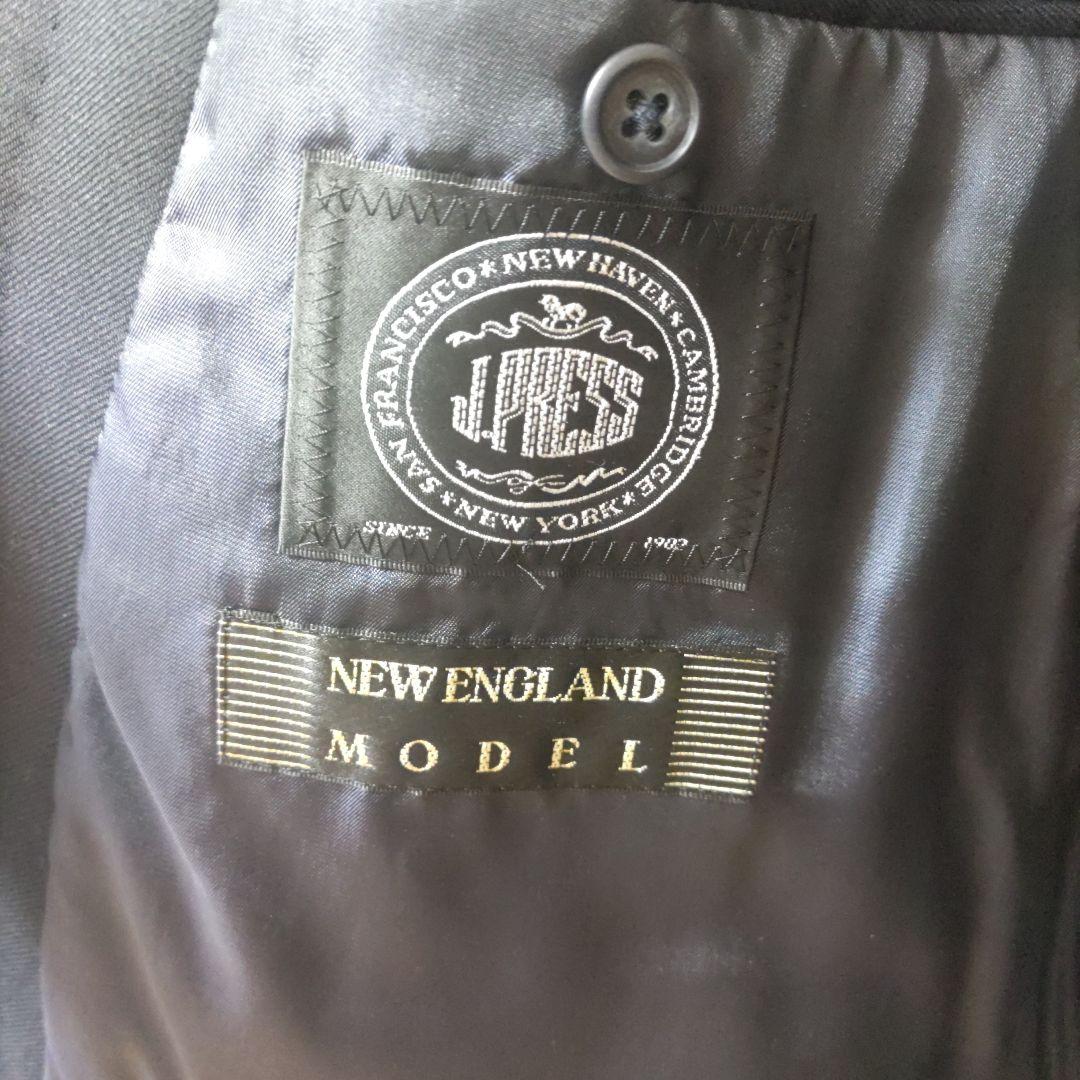 SAN FRANCISCO * NEW HAVEN * CAMBRIDGE * NEW YORK *
J.PRESS
SINCE 1902
NEW ENGLAND
MODEL